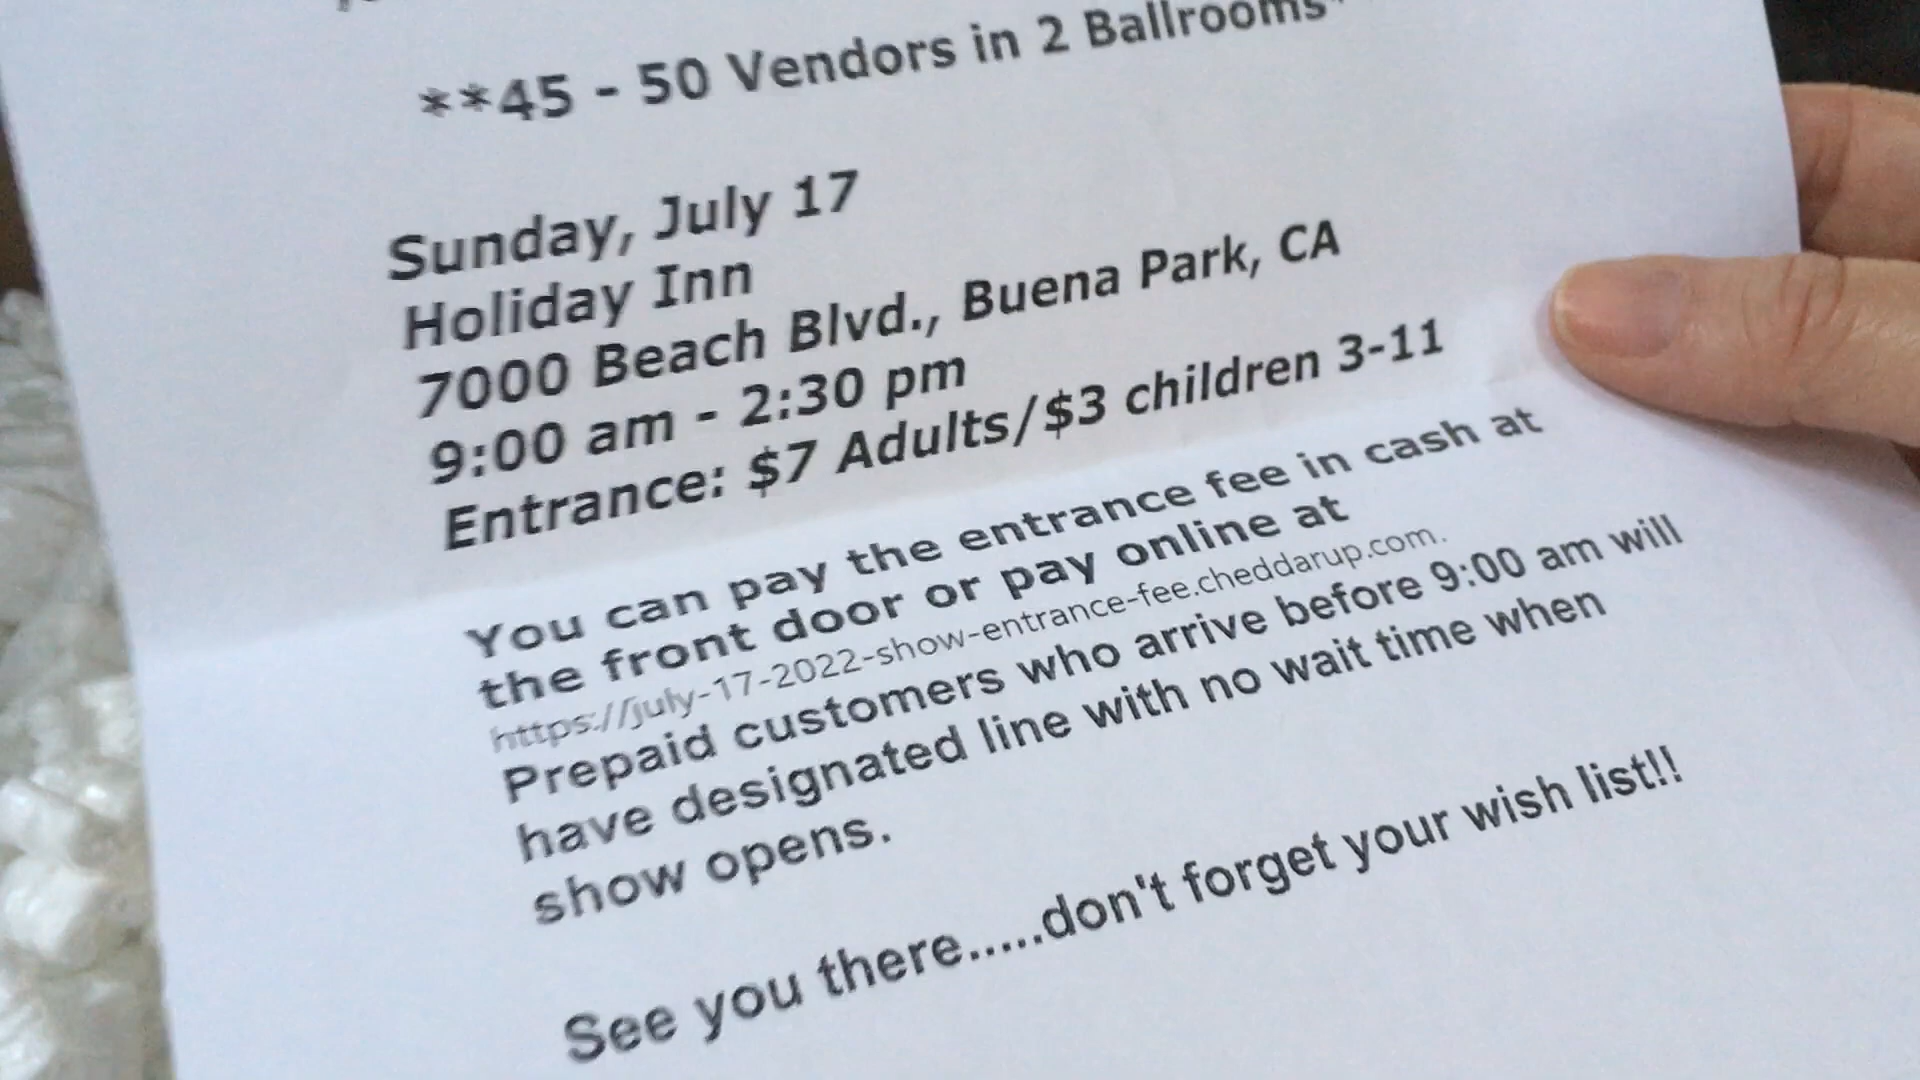 **45 - 50 Vendors in 2 Ballrooms*
Sunday, July 17
Holiday Inn
7000 Beach Blvd., Buena Park, CA
9:00 am - 2:30 pm
Entrance: $7 Adults/$3 children 3-11
You can pay the entrance fee in cash at
the front door or pay online at
https://july-17-2022-show-entrance-fee.cheddarup.com.
Prepaid customers who arrive before 9:00 am will
have designated line with no wait time when
show opens.
See you there.....don't forget your wish list!!